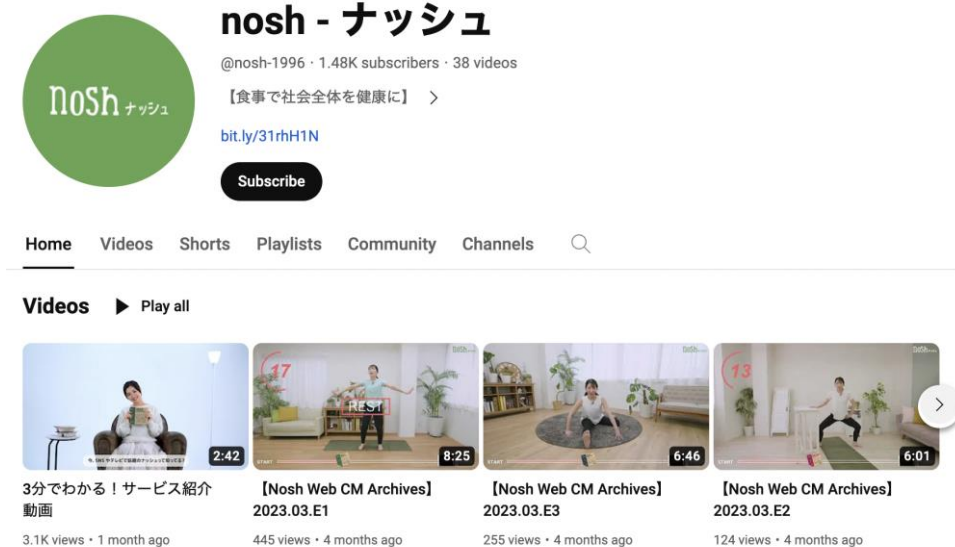 nosh - ナッシュ
nosh ナッシュ
@nosh-1996 · 1.48K subscribers · 38 videos
【食事で社会全体を健康に】 >
bit.ly/31rhH1N
Subscribe
Home Videos Shorts Playlists Community Channels
Videos ▶ Play all
2:42
17
REST
START
8:25
START
6:46
13
START
6:01
3分でわかる!サービス紹介
動画
3.1K views • 1 month ago
【Nosh Web CM Archives】
2023.03.E1
445 views • 4 months ago
【Nosh Web CM Archives】
2023.03.E3
255 views • 4 months ago
【Nosh Web CM Archives】
2023.03.E2
124 views • 4 months ago